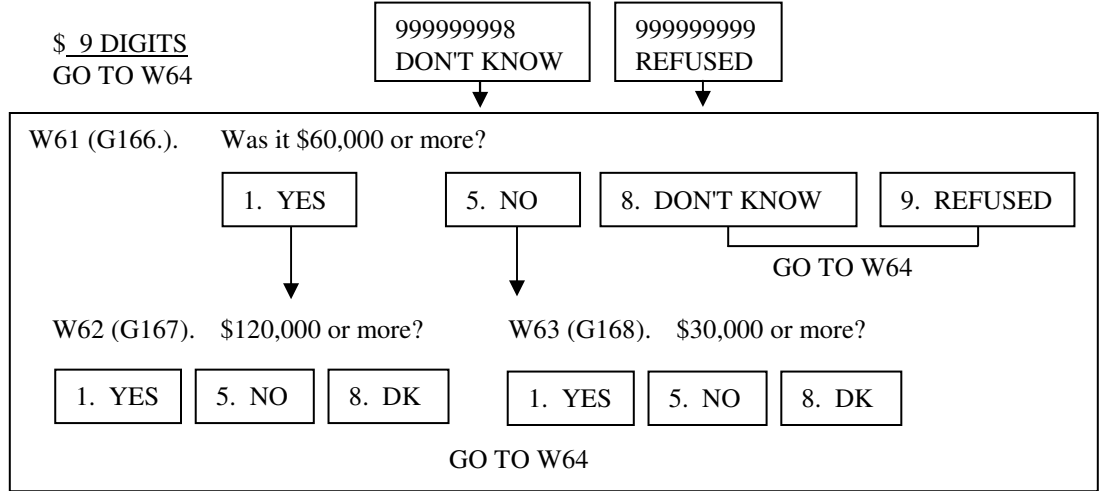 $ 9 DIGITS
GO TO W64
999999998
DON'T KNOW
999999999
REFUSED
W61 (G166.). Was it $60,000 or more?
1. YES 5. NO 8. DON'T KNOW 9. REFUSED
GO TO W64
W62 (G167). $120,000 or more? W63 (G168). $30,000 or more?
1. YES 5. NO 8. DK 1. YES 5. NO 8. DK
GO TO W64